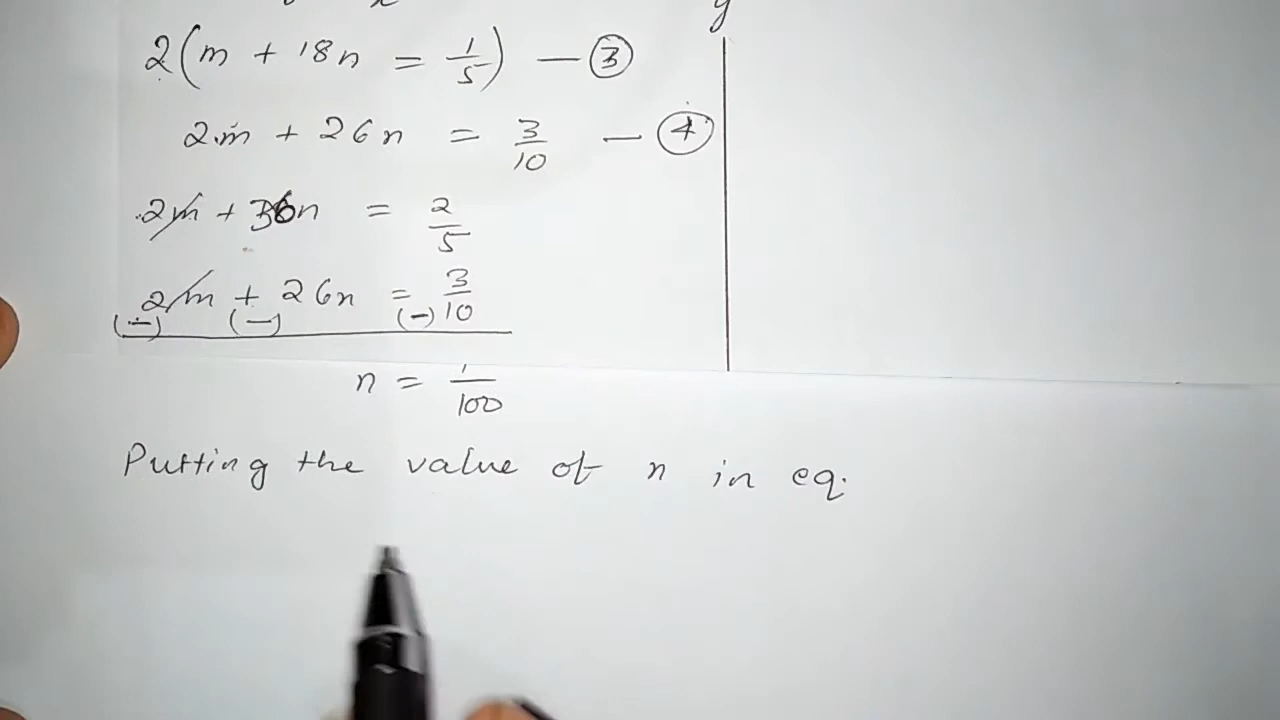 y
2(m + 18n = 1/5) — ③
2m + 26n = 3/10 — ④
2m + 36n = 2/5
2m + 26n = 3/10
(-) (-) (-)
n = 1/100
Putting the value of n in eq.